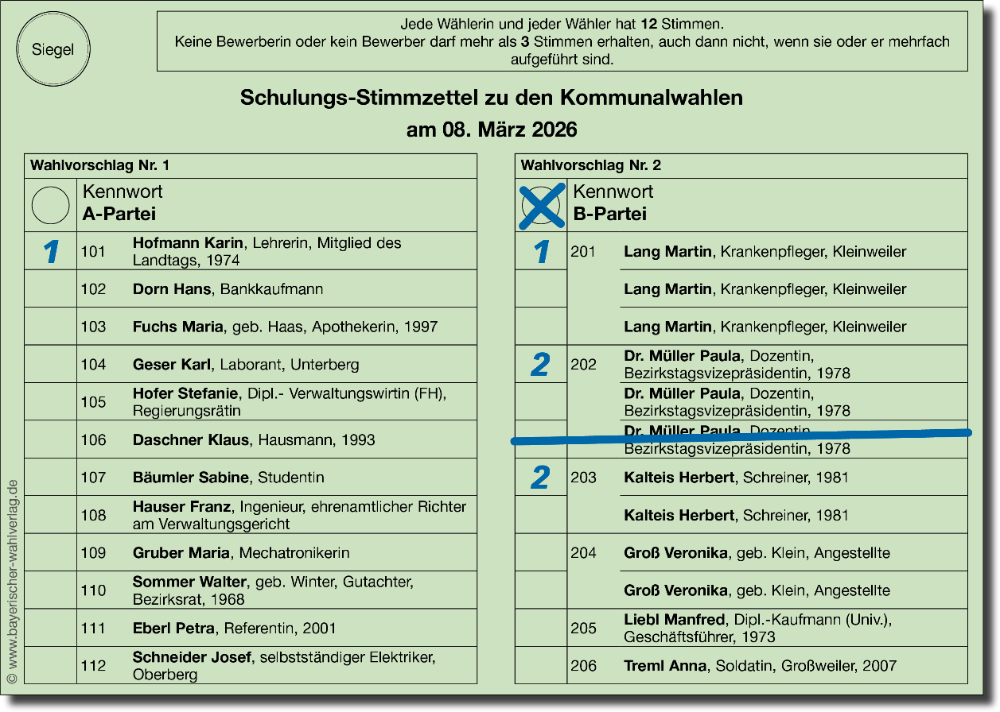 Siegel
Jede Wählerin und jeder Wähler hat 12 Stimmen.
Keine Bewerberin oder kein Bewerber darf mehr als 3 Stimmen erhalten, auch dann nicht, wenn sie oder er mehrfach
aufgeführt sind.
Schulungs-Stimmzettel zu den Kommunalwahlen
am 08. März 2026
Wahlvorschlag Nr. 1
Kennwort
A-Partei
1 101 Hofmann Karin, Lehrerin, Mitglied des
Landtags, 1974
102 Dorn Hans, Bankkaufmann
103 Fuchs Maria, geb. Haas, Apothekerin, 1997
104 Geser Karl, Laborant, Unterberg
105 Hofer Stefanie, Dipl.- Verwaltungswirtin (FH),
Regierungsrätin
106 Daschner Klaus, Hausmann, 1993
107 Bäumler Sabine, Studentin
108 Hauser Franz, Ingenieur, ehrenamtlicher Richter
am Verwaltungsgericht
109 Gruber Maria, Mechatronikerin
110 Sommer Walter, geb. Winter, Gutachter,
Bezirksrat, 1968
111 Eberl Petra, Referentin, 2001
112 Schneider Josef, selbstständiger Elektriker,
Oberberg
Wahlvorschlag Nr. 2
X Kennwort
B-Partei
1 201 Lang Martin, Krankenpfleger, Kleinweiler
Lang Martin, Krankenpfleger, Kleinweiler
Lang Martin, Krankenpfleger, Kleinweiler
2 202 Dr. Müller Paula, Dozentin,
Bezirkstagsvizepräsidentin, 1978
Dr. Müller Paula, Dozentin,
Bezirkstagsvizepräsidentin, 1978
Dr. Müller Paula, Dozentin,
Bezirkstagsvizepräsidentin, 1978
2 203 Kalteis Herbert, Schreiner, 1981
Kalteis Herbert, Schreiner, 1981
204 Groß Veronika, geb. Klein, Angestellte
Groß Veronika, geb. Klein, Angestellte
205 Liebl Manfred, Dipl.-Kaufmann (Univ.),
Geschäftsführer, 1973
206 Treml Anna, Soldatin, Großweiler, 2007
© www.bayerischer-wahlverlag.de